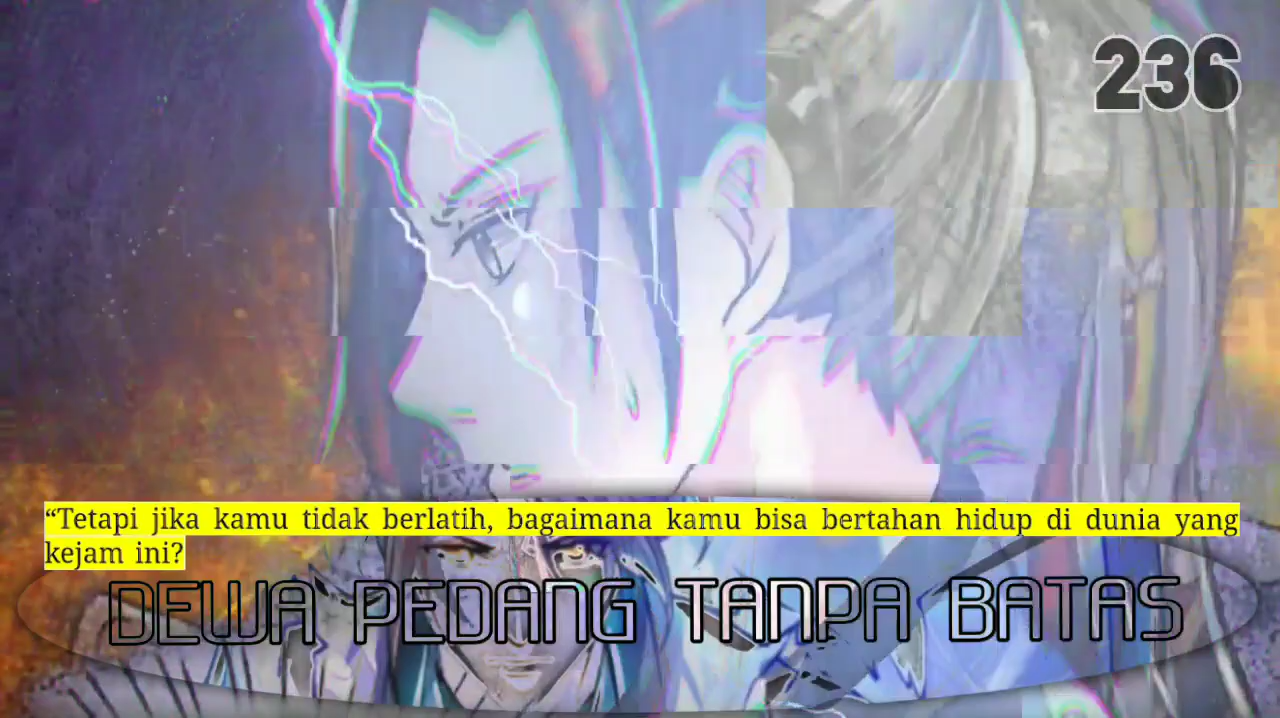 236
“Tetapi jika kamu tidak berlatih, bagaimana kamu bisa bertahan hidup di dunia yang
kejam ini?
DEWA PEDANG TANPA BATAS